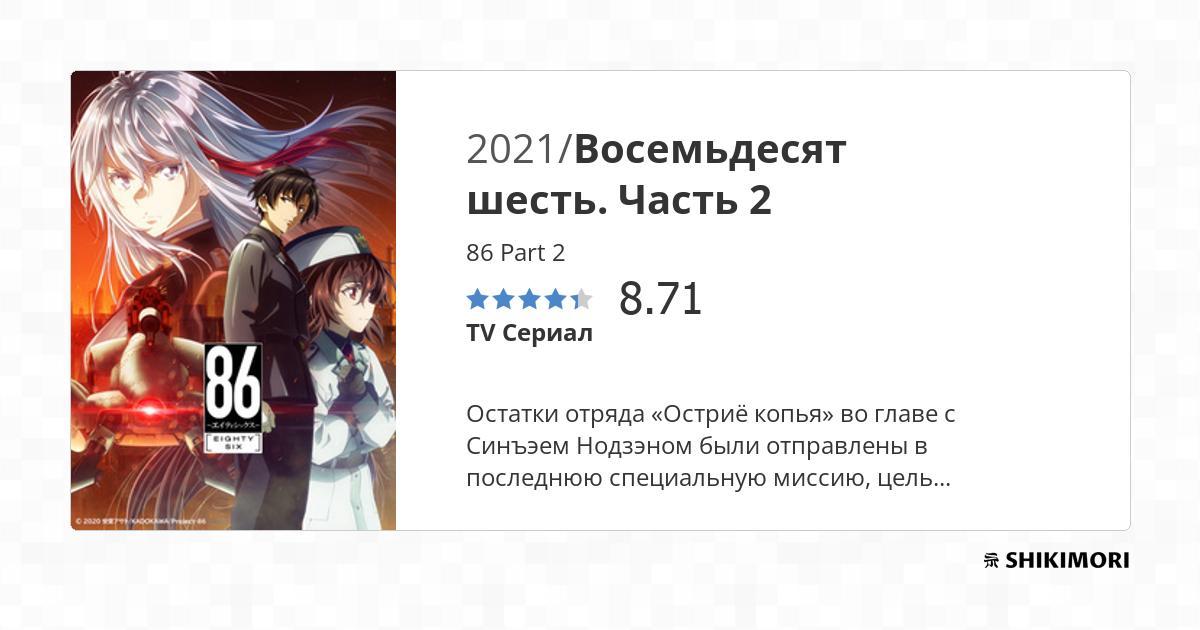 2021/Восемьдесят
шесть. Часть 2
86 Part 2
8.71
TV Сериал
Остатки отряда «Остриё копья» во главе с
Синъэем Нодзэном были отправлены в
последнюю специальную миссию, цель...
86
-エイティシックス-
EIGHTY
SIX
© 2020 安里アサト/KADOKAWA/Project-86
SHIKIMORI